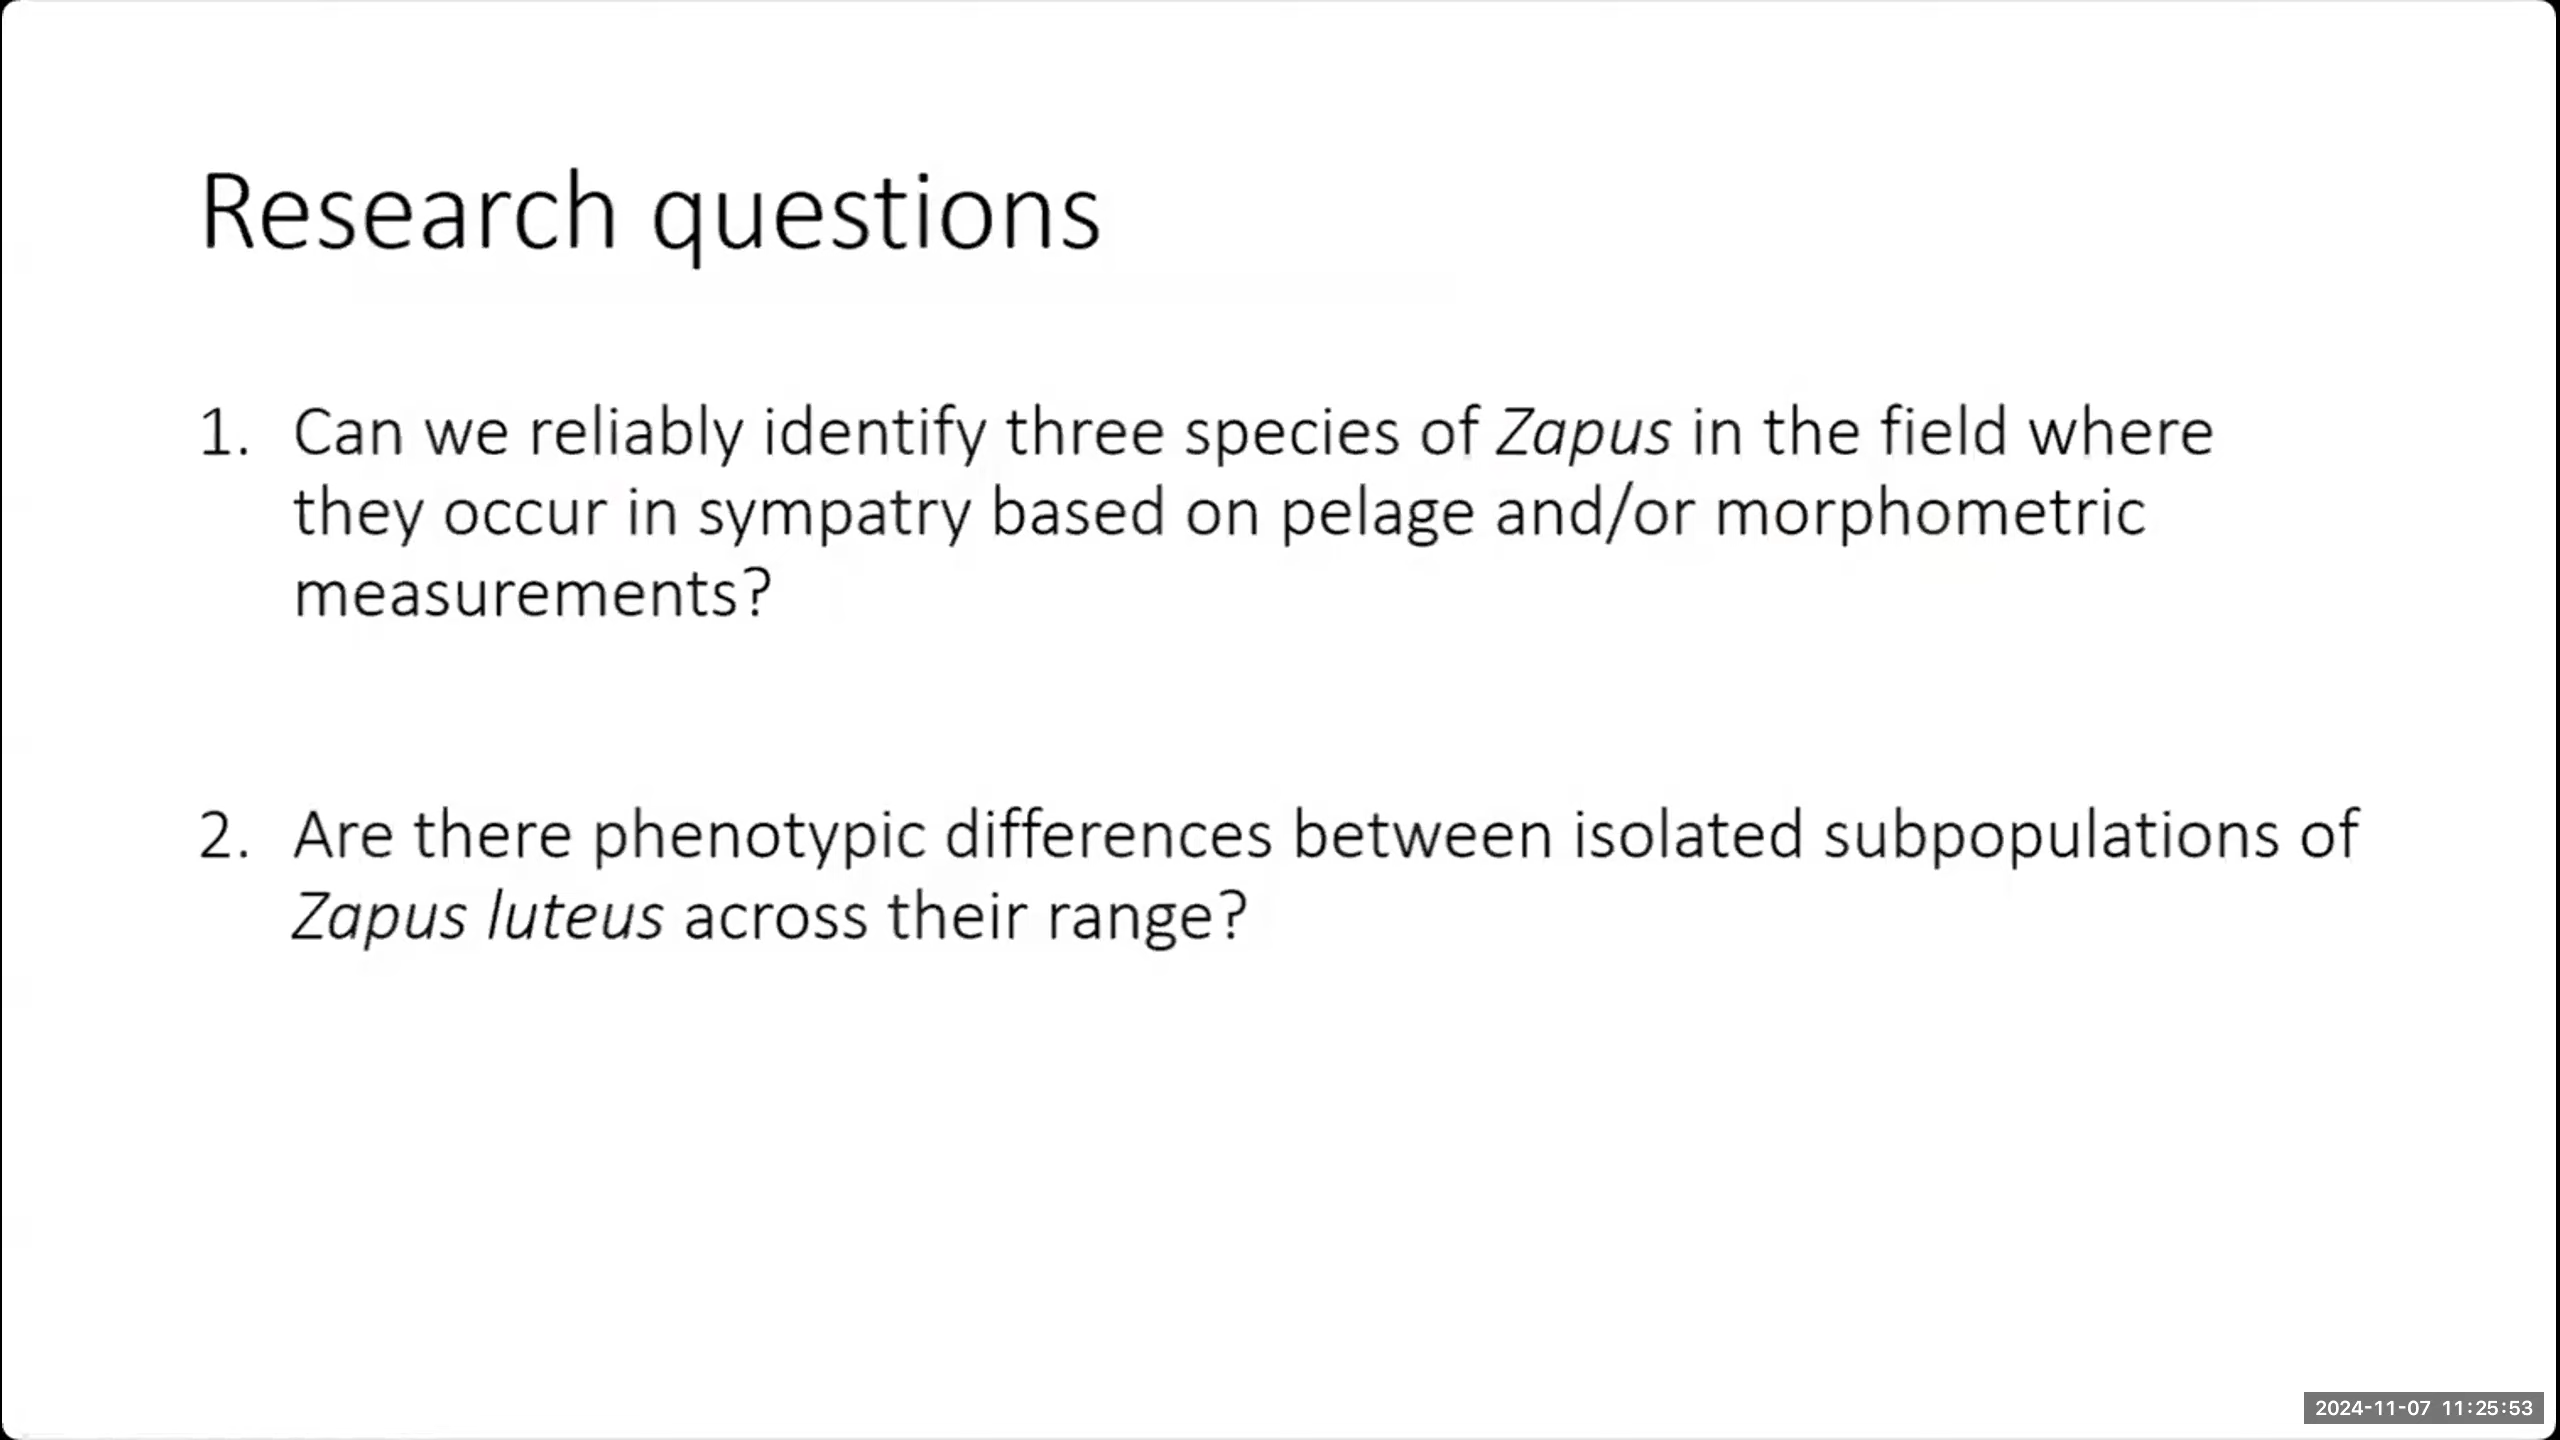 Research questions
1. Can we reliably identify three species of Zapus in the field where
they occur in sympatry based on pelage and/or morphometric
measurements?
2. Are there phenotypic differences between isolated subpopulations of
Zapus luteus across their range?
2024-11-07 11:25:53